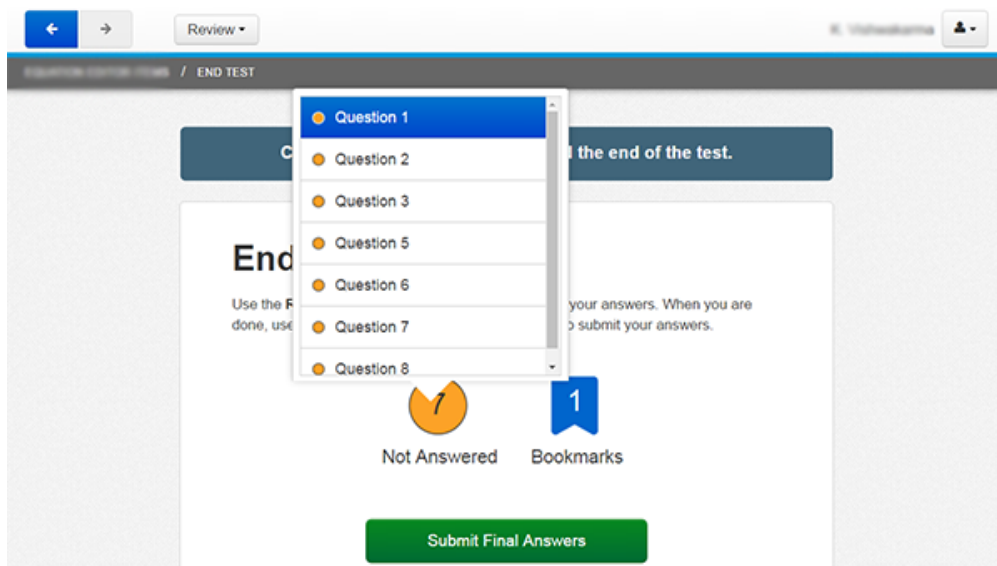 Review
/ END TEST
C
l the end of the test.
Question 1
Question 2
Question 3
Question 5
Question 6
Question 7
Question 8
End
Use the R
your answers. When you are
done, use
o submit your answers.
7
1
Not Answered
Bookmarks
Submit Final Answers